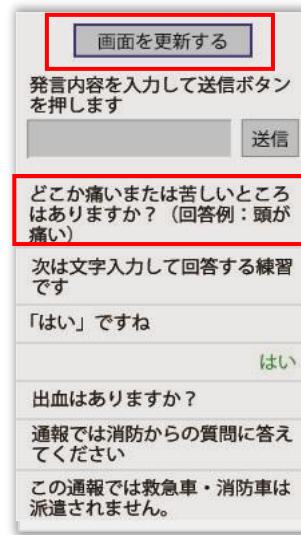 画面を更新する
発言内容を入力して送信ボタン
を押します
送信
どこか痛いまたは苦しいところ
はありますか？（回答例：頭が
痛い）
次は文字入力して回答する練習
です
「はい」ですね
はい
出血はありますか？
通報では消防からの質問に答え
てください
この通報では救急車・消防車は
派遣されません。